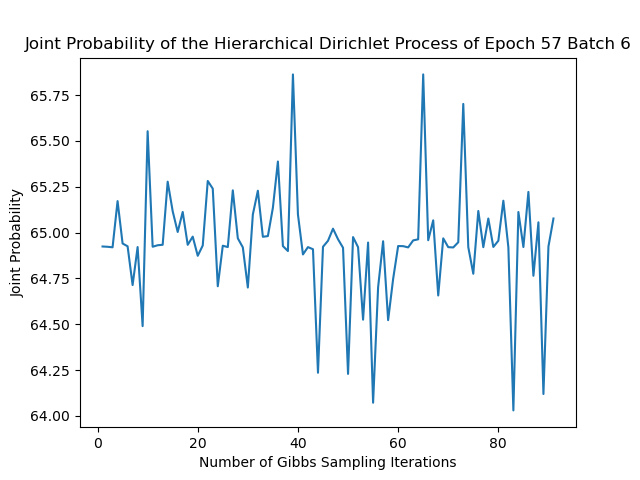 Joint Probability of the Hierarchical Dirichlet Process of Epoch 57 Batch 6
65.75
65.50
65.25
65.00
64.75
64.50
64.25
64.00
Joint Probability
0 20 40 60 80
Number of Gibbs Sampling Iterations